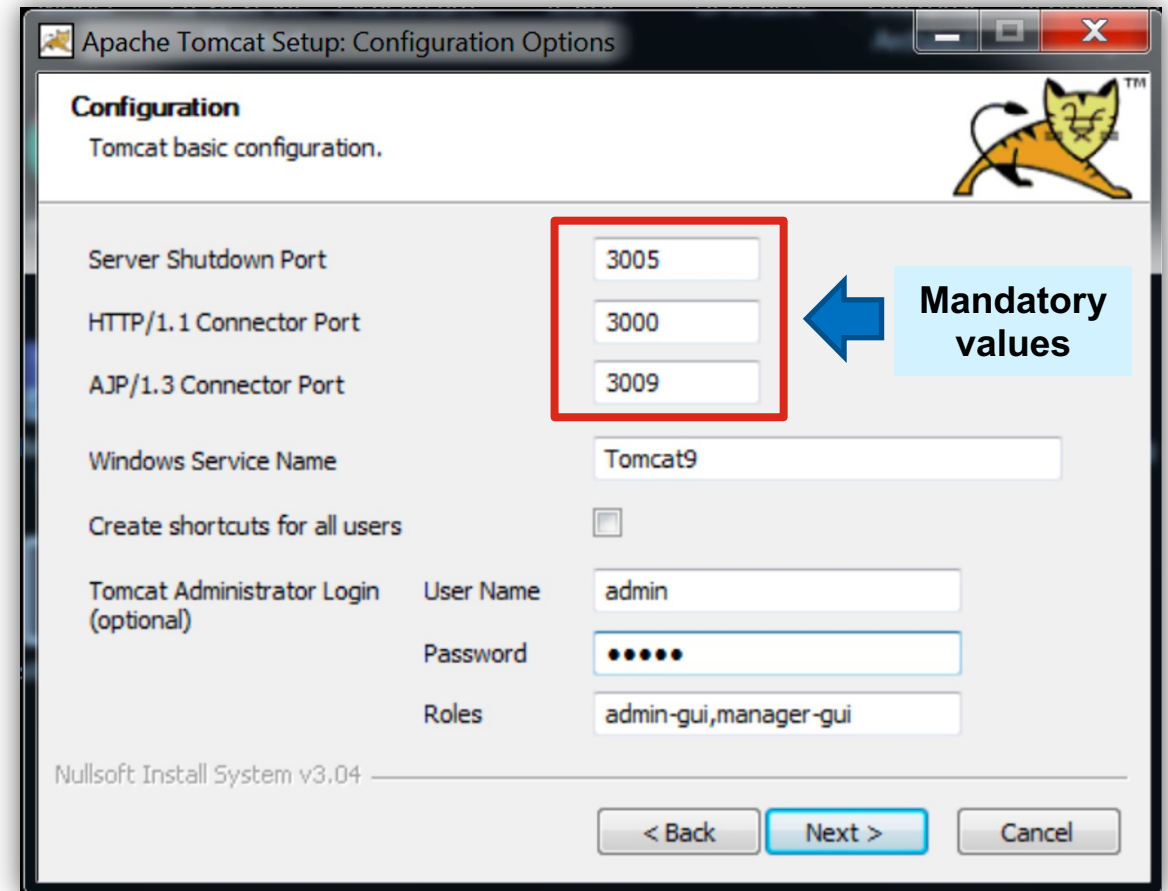 Apache Tomcat Setup: Configuration Options
Configuration
Tomcat basic configuration.
TM
Server Shutdown Port 3005
HTTP/1.1 Connector Port 3000
AJP/1.3 Connector Port 3009
Mandatory
values
Windows Service Name Tomcat9
Create shortcuts for all users
Tomcat Administrator Login User Name admin
(optional)
Password •••••
Roles admin-gui,manager-gui
Nullsoft Install System v3.04
< Back Next > Cancel